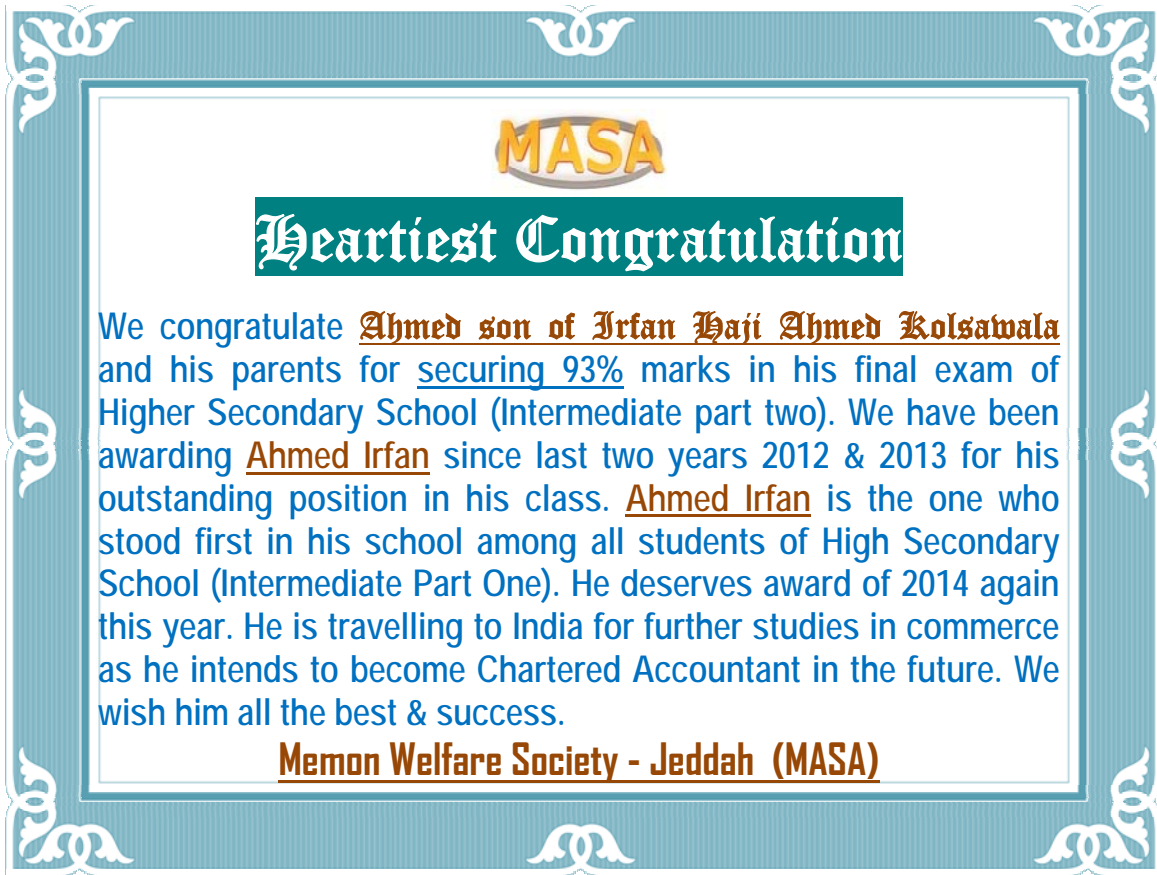 MASA
Heartiest Congratulation
We congratulate Ahmed son of Irfan Haji Ahmed Kolsawala
and his parents for securing 93% marks in his final exam of
Higher Secondary School (Intermediate part two). We have been
awarding Ahmed Irfan since last two years 2012 & 2013 for his
outstanding position in his class. Ahmed Irfan is the one who
stood first in his school among all students of High Secondary
School (Intermediate Part One). He deserves award of 2014 again
this year. He is travelling to India for further studies in commerce
as he intends to become Chartered Accountant in the future. We
wish him all the best & success.
Memon Welfare Society - Jeddah (MASA)